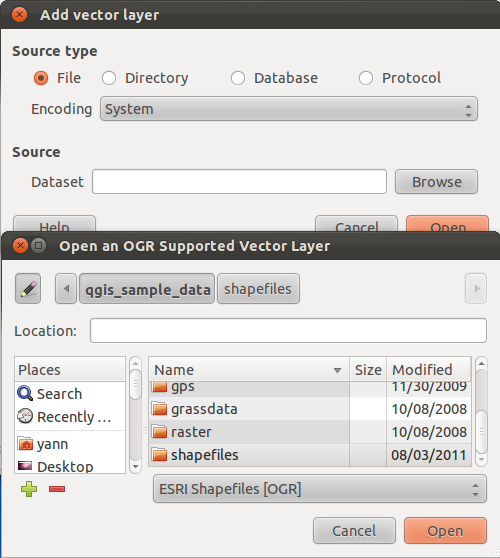 Add vector layer
Source type
File Directory Database Protocol
Encoding System
Source
Dataset Browse
Help Cancel Open
Open an OGR Supported Vector Layer
qgis_sample_data shapefiles
Location:
Places Name Size Modified
gps 11/30/2009
Search grassdata 10/08/2008
Recently ... raster 10/08/2008
yann shapefiles 08/03/2011
Desktop
ESRI Shapefiles [OGR]
Cancel Open